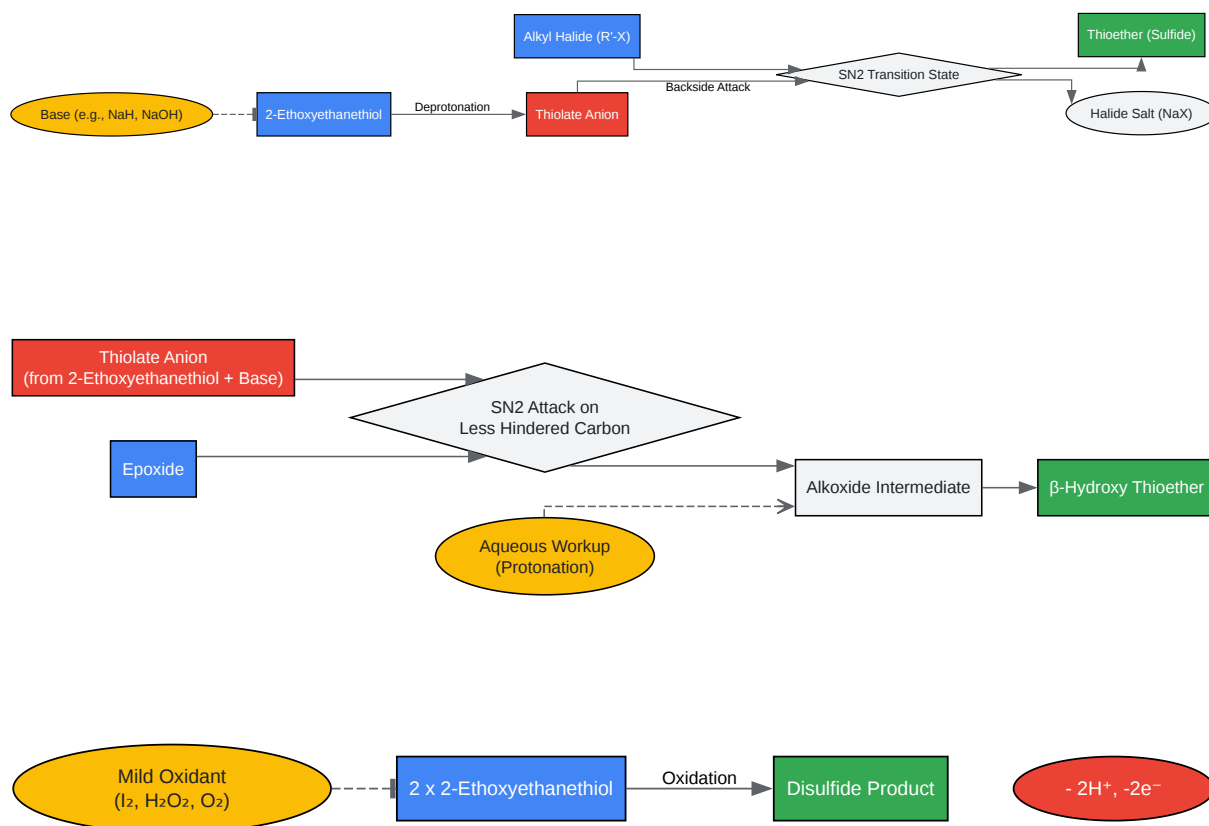 Alkyl Halide (R'-X)
Thioether (Sulfide)
SN2 Transition State
Backside Attack
Base (e.g., NaH, NaOH)
2-Ethoxyethanethiol
Deprotonation
Thiolate Anion
Halide Salt (NaX)
Thiolate Anion
(from 2-Ethoxyethanethiol + Base)
SN2 Attack on
Less Hindered Carbon
Epoxide
Alkoxide Intermediate
β-Hydroxy Thioether
Aqueous Workup
(Protonation)
Mild Oxidant
(I₂, H₂O₂, O₂)
2 x 2-Ethoxyethanethiol
Oxidation
Disulfide Product
- 2H⁺, -2e⁻